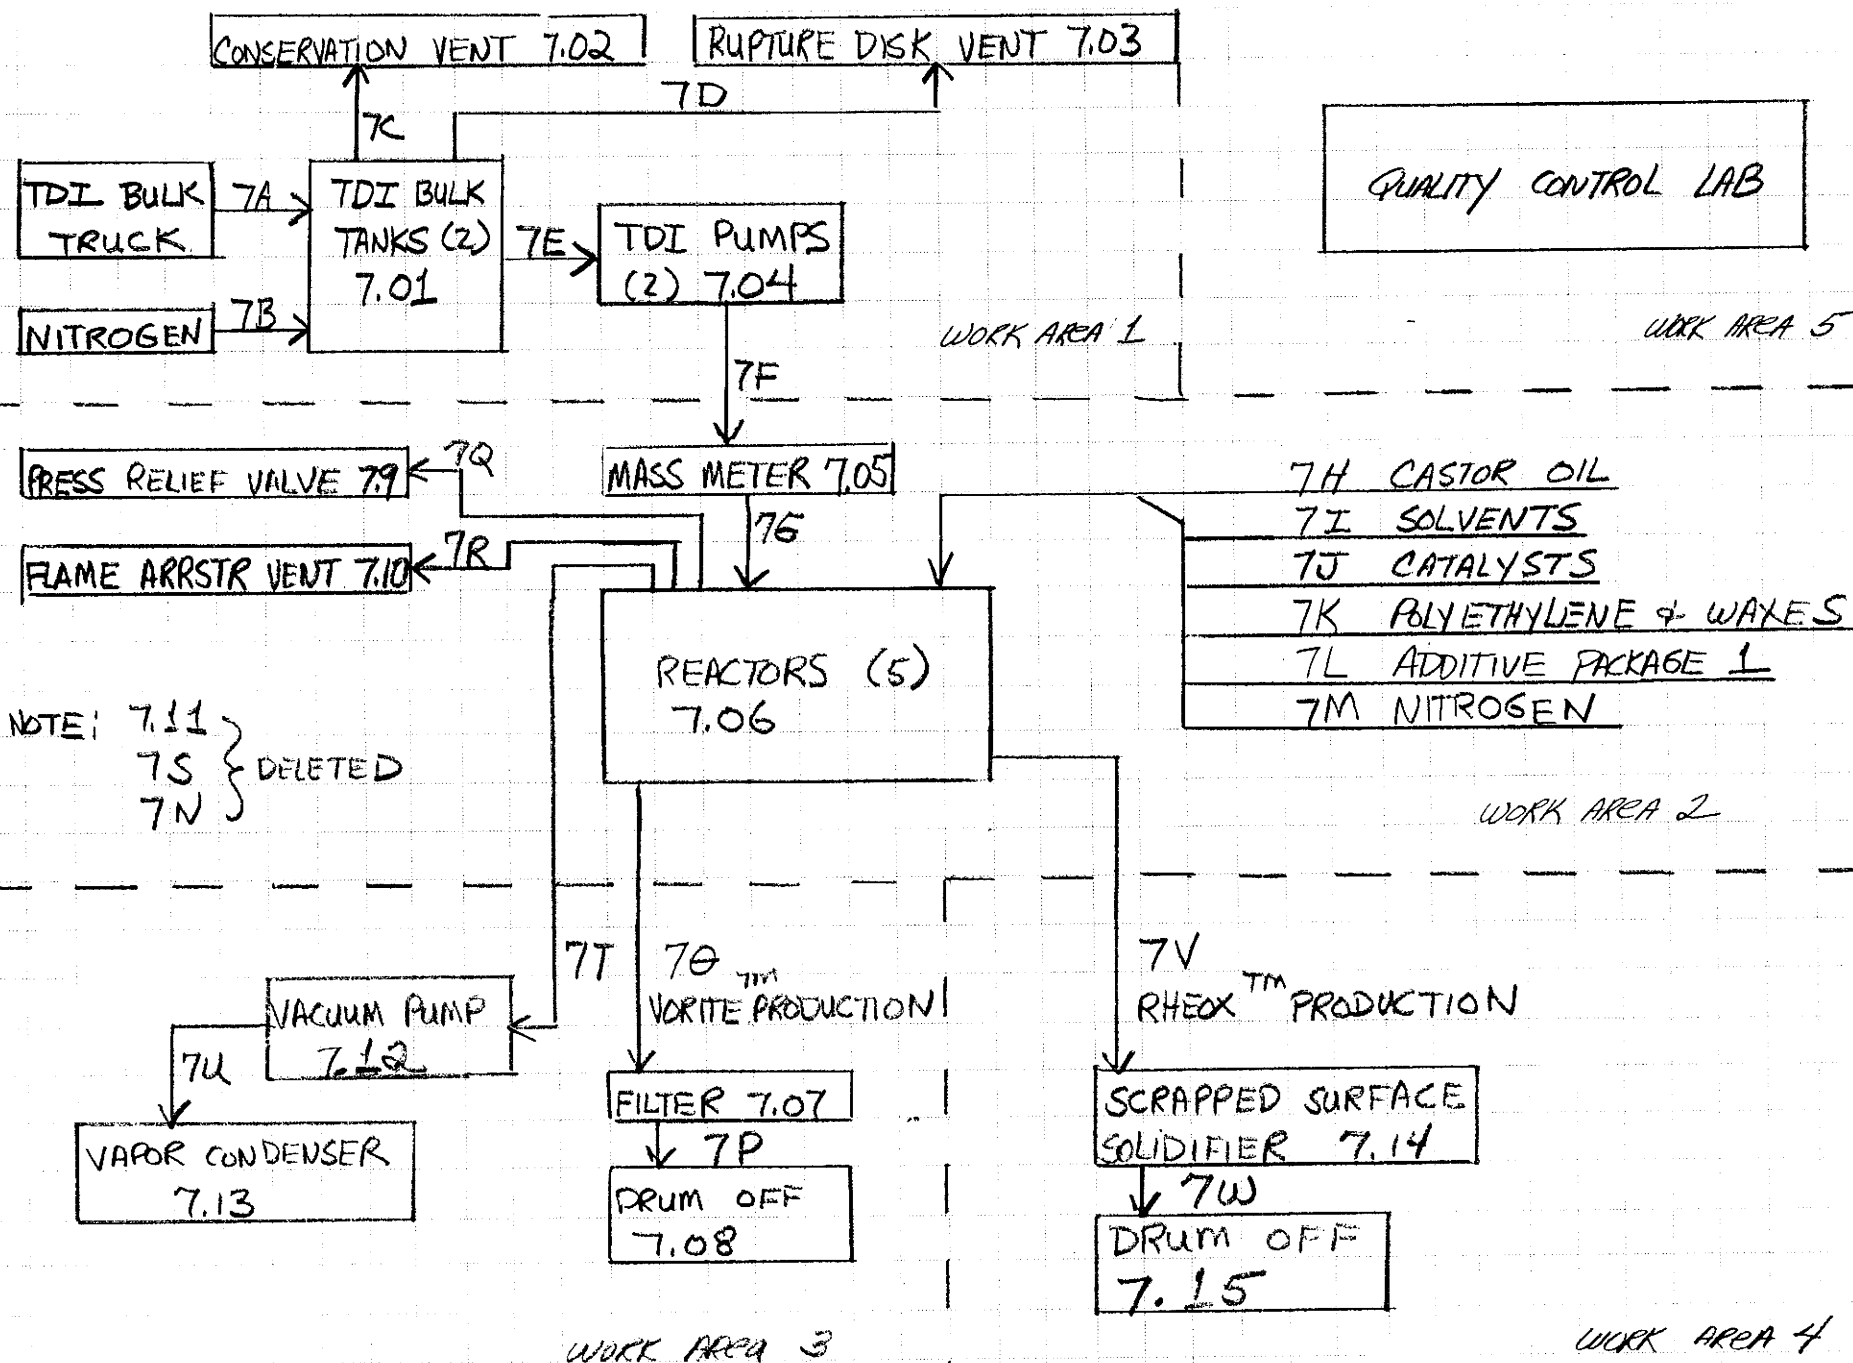 CONSERVATION VENT 7.02
RUPTURE DISK VENT 7.03
7D
7C
TDI BULK
TRUCK
7A
TDI BULK
TANKS (2)
7.01
7E
TDI PUMPS
(2) 7.04
QUALITY CONTROL LAB
NITROGEN
7B
WORK AREA 1
WORK AREA 5
7F
PRESS RELIEF VALVE 7.9
7Q
MASS METER 7.05
7G
7H CASTOR OIL
7I SOLVENTS
7J CATALYSTS
7K POLYETHYLENE & WAXES
7L ADDITIVE PACKAGE 1
7M NITROGEN
FLAME ARRSTR VENT 7.10
7R
REACTORS (5)
7.06
NOTE: 7.11
7S
7N
DELETED
WORK AREA 2
7T
7O
VORITE TM PRODUCTION
7V
RHEOX TM PRODUCTION
VACUUM PUMP
7.12
7U
VAPOR CONDENSER
7.13
FILTER 7.07
7P
DRUM OFF
7.08
SCRAPPED SURFACE
SOLIDIFIER 7.14
7W
DRUM OFF
7.15
WORK AREA 3
WORK AREA 4